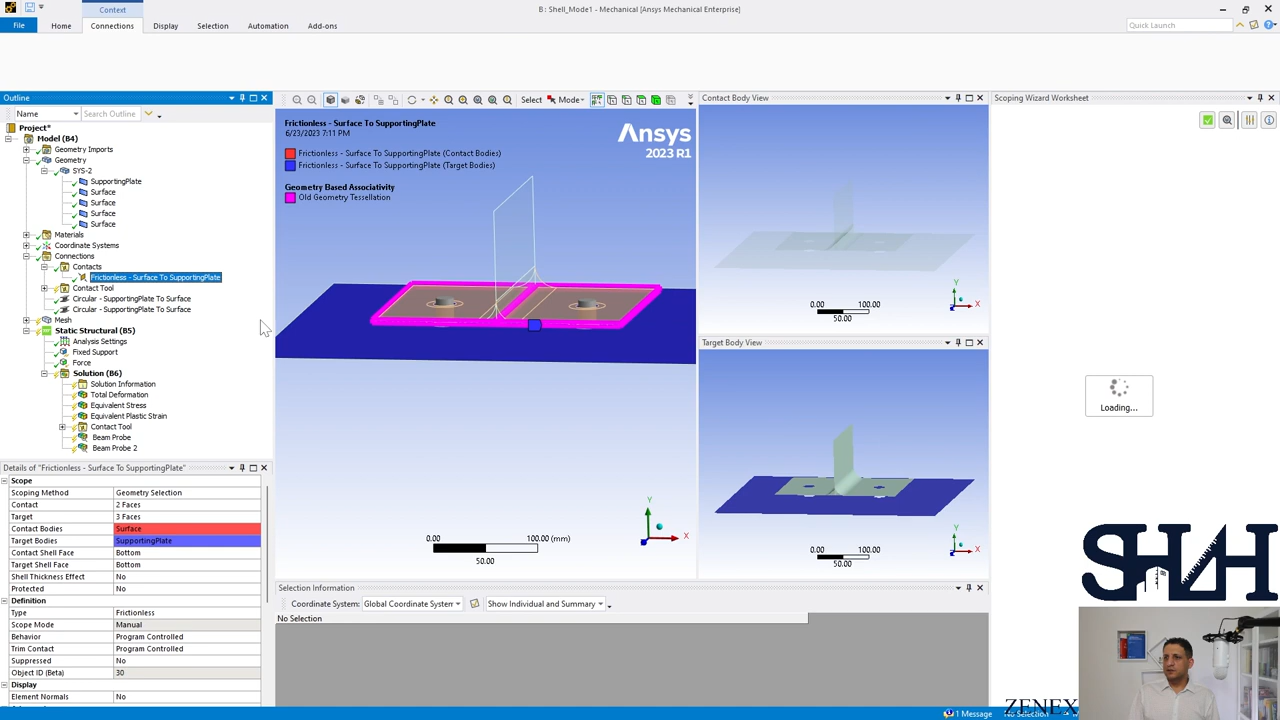 Context
B : Shell_Mode1 - Mechanical [Ansys Mechanical Enterprise]
File
Home
Connections
Display
Selection
Automation
Add-ons
Quick Launch
Outline
Name
Search Outline
Project*
Model (B4)
Geometry Imports
Geometry
SYS-2
SupportingPlate
Surface
Surface
Surface
Surface
Materials
Coordinate Systems
Connections
Contacts
Frictionless - Surface To SupportingPlate
Contact Tool
Circular - SupportingPlate To Surface
Circular - SupportingPlate To Surface
Mesh
Static Structural (B5)
Analysis Settings
Fixed Support
Force
Solution (B6)
Solution Information
Total Deformation
Equivalent Stress
Equivalent Plastic Strain
Contact Tool
Beam Probe
Beam Probe 2
Details of "Frictionless - Surface To SupportingPlate"
Scope
Scoping Method Geometry Selection
Contact 2 Faces
Target 3 Faces
Contact Bodies Surface
Target Bodies SupportingPlate
Contact Shell Face Bottom
Target Shell Face Bottom
Shell Thickness Effect No
Protected No
Definition
Type Frictionless
Scope Mode Manual
Behavior Program Controlled
Trim Contact Program Controlled
Suppressed No
Object ID (Beta) 30
Display
Element Normals No
Select
Mode
Frictionless - Surface To SupportingPlate
6/23/2023 7:11 PM
Frictionless - Surface To SupportingPlate (Contact Bodies)
Frictionless - Surface To SupportingPlate (Target Bodies)
Geometry Based Associativity
Old Geometry Tessellation
Ansys
2023 R1
Y
X
0.00
100.00 (mm)
50.00
Contact Body View
0.00
100.00
50.00
Y
X
Target Body View
0.00
100.00
50.00
Y
X
Selection Information
Coordinate System:
Global Coordinate System
Show Individual and Summary
No Selection
Scoping Wizard Worksheet
Loading...
SHZH
ZENEX
1 Message
No Selection